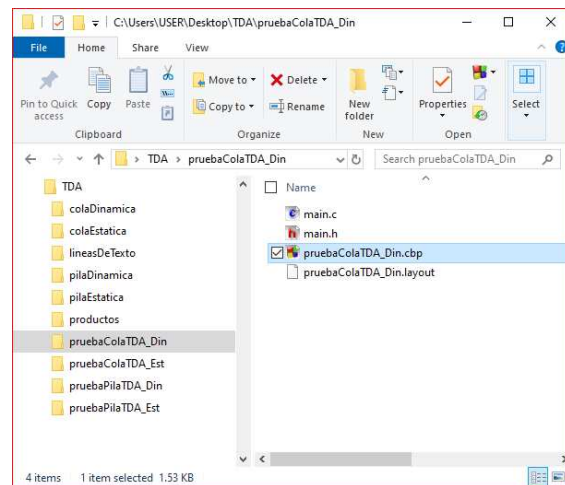 C:\Users\USER\Desktop\TDA\pruebaColaTDA_Din
File Home Share View
Pin to Quick access
Copy
Paste
Clipboard
Move to
Copy to
Delete
Rename
Organize
New folder
New
Properties
Open
Select
TDA > pruebaColaTDA_Din
Search pruebaColaTDA_Din
TDA
colaDinamica
colaEstatica
lineasDeTexto
pilaDinamica
pilaEstatica
productos
pruebaColaTDA_Din
pruebaColaTDA_Est
pruebaPilaTDA_Din
pruebaPilaTDA_Est
Name
main.c
main.h
pruebaColaTDA_Din.cbp
pruebaColaTDA_Din.layout
4 items 1 item selected 1.53 KB